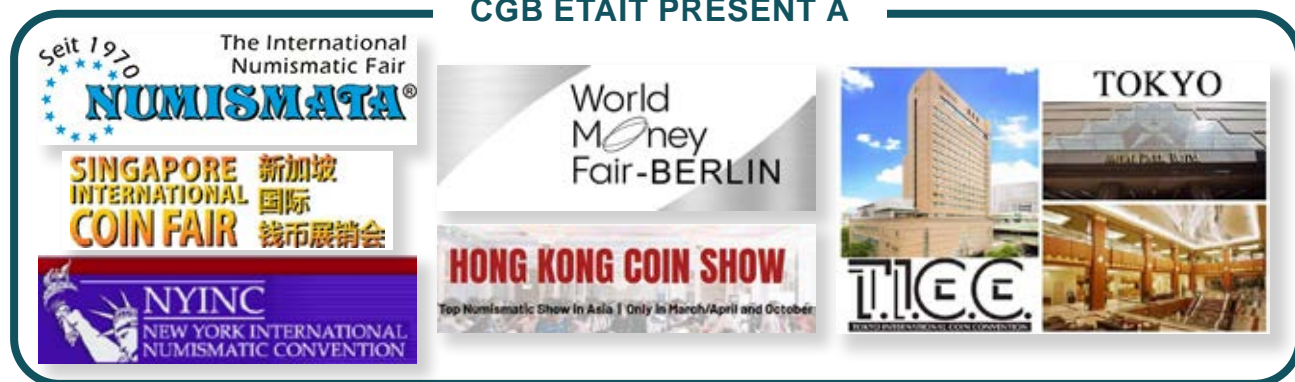 CGB ETAIT PRESENT A
Seit 1970
The International
Numismatic Fair
NUMISMATA®
SINGAPORE 新加坡
INTERNATIONAL 国际
COIN FAIR 钱币展销会
NYINC
NEW YORK INTERNATIONAL
NUMISMATIC CONVENTION
World
Money
Fair-BERLIN
HONG KONG COIN SHOW
Top Numismatic Show in Asia | Only in March/April and October
TOKYO
T.I.C.C.
TOKYO INTERNATIONAL COIN CONVENTION